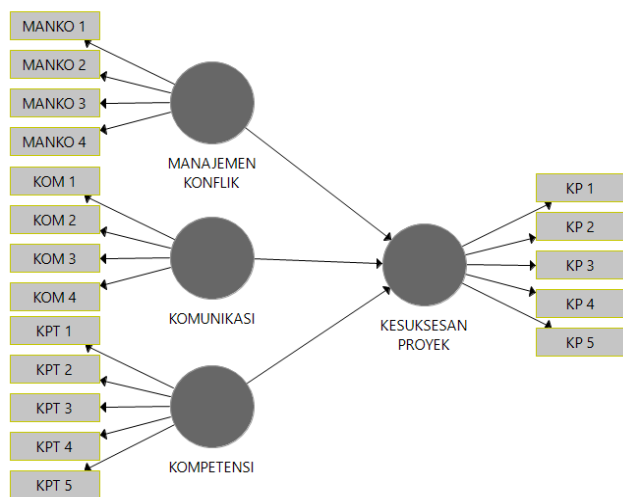 MANKO 1
MANKO 2
MANKO 3
MANKO 4
MANAJEMEN
KONFLIK
KOM 1
KOM 2
KOM 3
KOM 4
KOMUNIKASI
KPT 1
KPT 2
KPT 3
KPT 4
KPT 5
KOMPETENSI
KESUKSESAN
PROYEK
KP 1
KP 2
KP 3
KP 4
KP 5